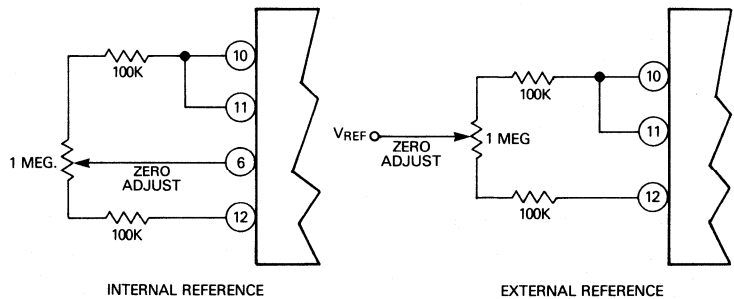 10
100K
11
1 MEG.
6
ZERO
ADJUST
12
100K
INTERNAL REFERENCE
10
100K
VREF
11
1 MEG
ZERO
ADJUST
12
100K
EXTERNAL REFERENCE